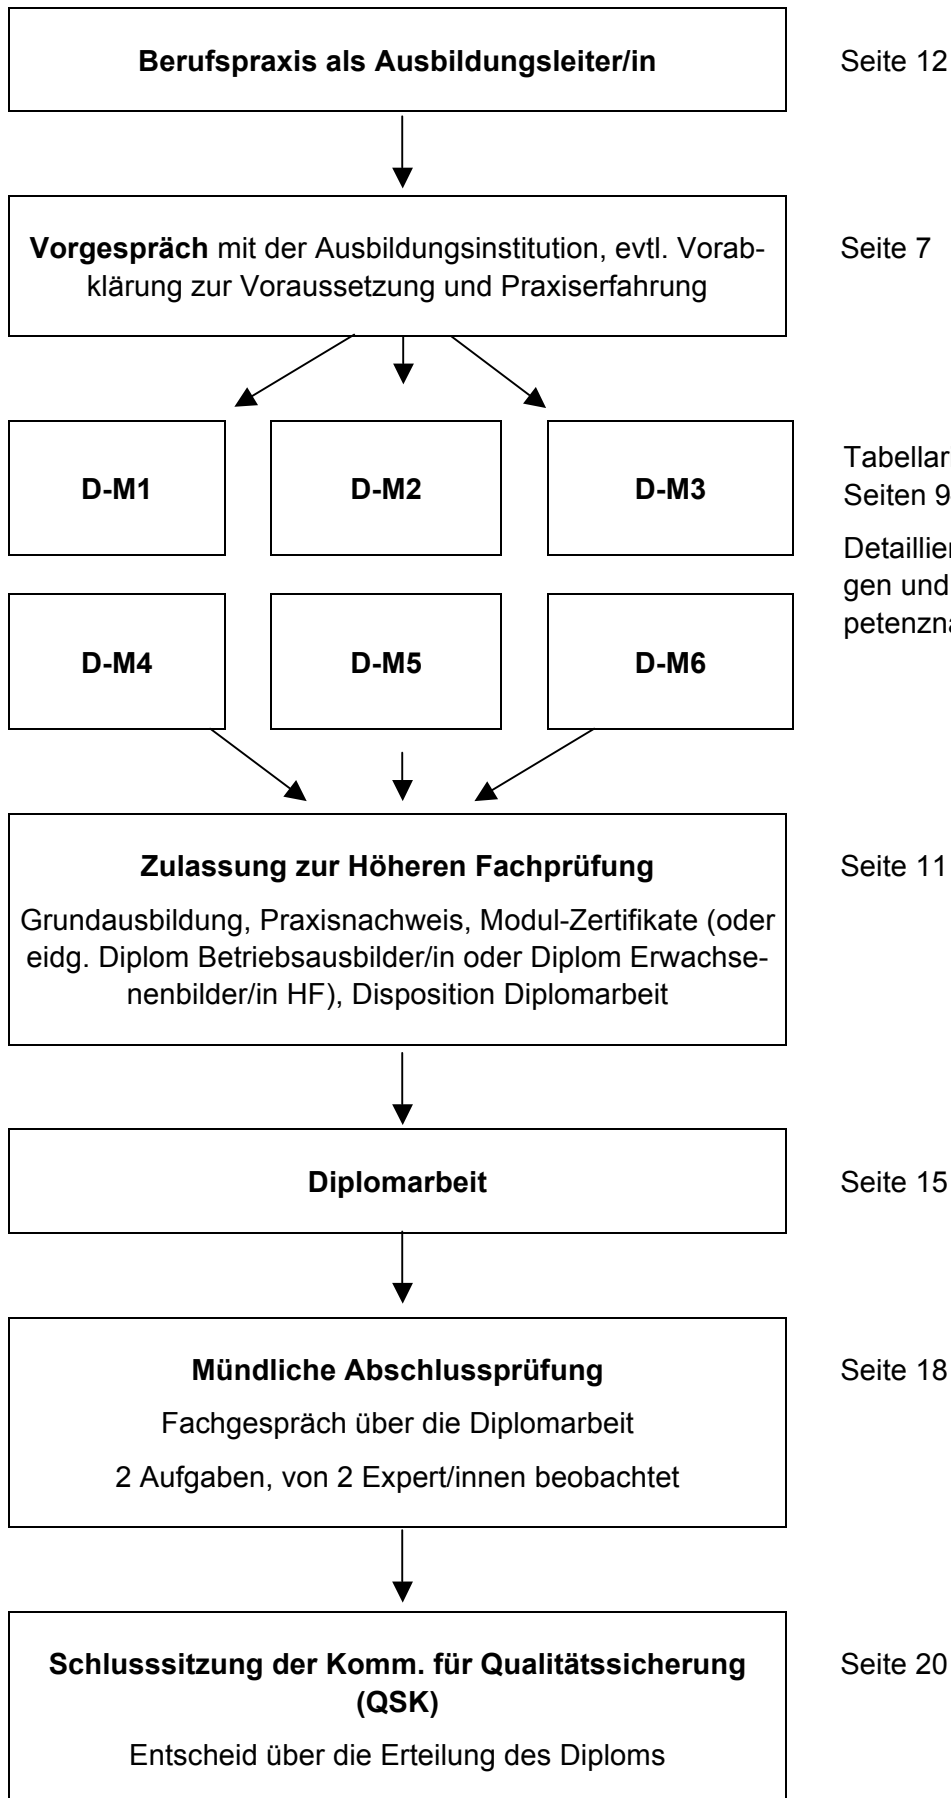 Berufspraxis als Ausbildungsleiter/in
Seite 12
Vorgespräch mit der Ausbildungsinstitution, evtl. Vorab-
klärung zur Voraussetzung und Praxiserfahrung
Seite 7
D-M1
D-M2
D-M3
Tabellar
Seiten 9
Detaillier
gen und
petenzna
D-M4
D-M5
D-M6
Zulassung zur Höheren Fachprüfung
Seite 11
Grundausbildung, Praxisnachweis, Modul-Zertifikate (oder
eidg. Diplom Betriebsausbilder/in oder Diplom Erwachse-
nenbilder/in HF), Disposition Diplomarbeit
Diplomarbeit
Seite 15
Mündliche Abschlussprüfung
Seite 18
Fachgespräch über die Diplomarbeit
2 Aufgaben, von 2 Expert/innen beobachtet
Schlusssitzung der Komm. für Qualitätssicherung
(QSK)
Seite 20
Entscheid über die Erteilung des Diploms